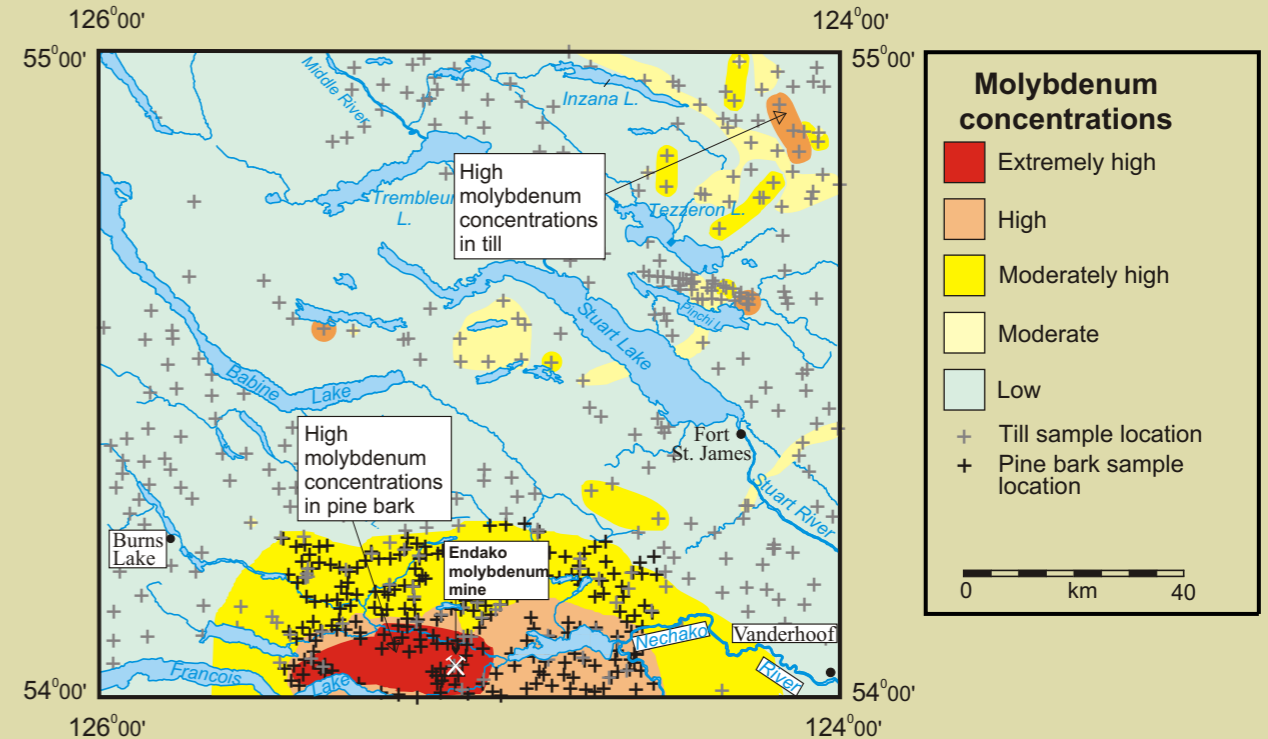 126°00'
124°00'
55°00'
55°00'
Middle River
Inzana L.
High
molybdenum
concentrations
in till
Trembleur
L.
Tezzeron L.
Pinchi L.
Stuart Lake
Babine Lake
High
molybdenum
concentrations
in pine bark
Fort
St. James
Stuart River
Burns
Lake
Endako
molybdenum
mine
Nechako
River
Vanderhoof
Francois
Lake
54°00'
54°00'
126°00'
124°00'
Molybdenum
concentrations
Extremely high
High
Moderately high
Moderate
Low
Till sample location
Pine bark sample
location
0 km 40